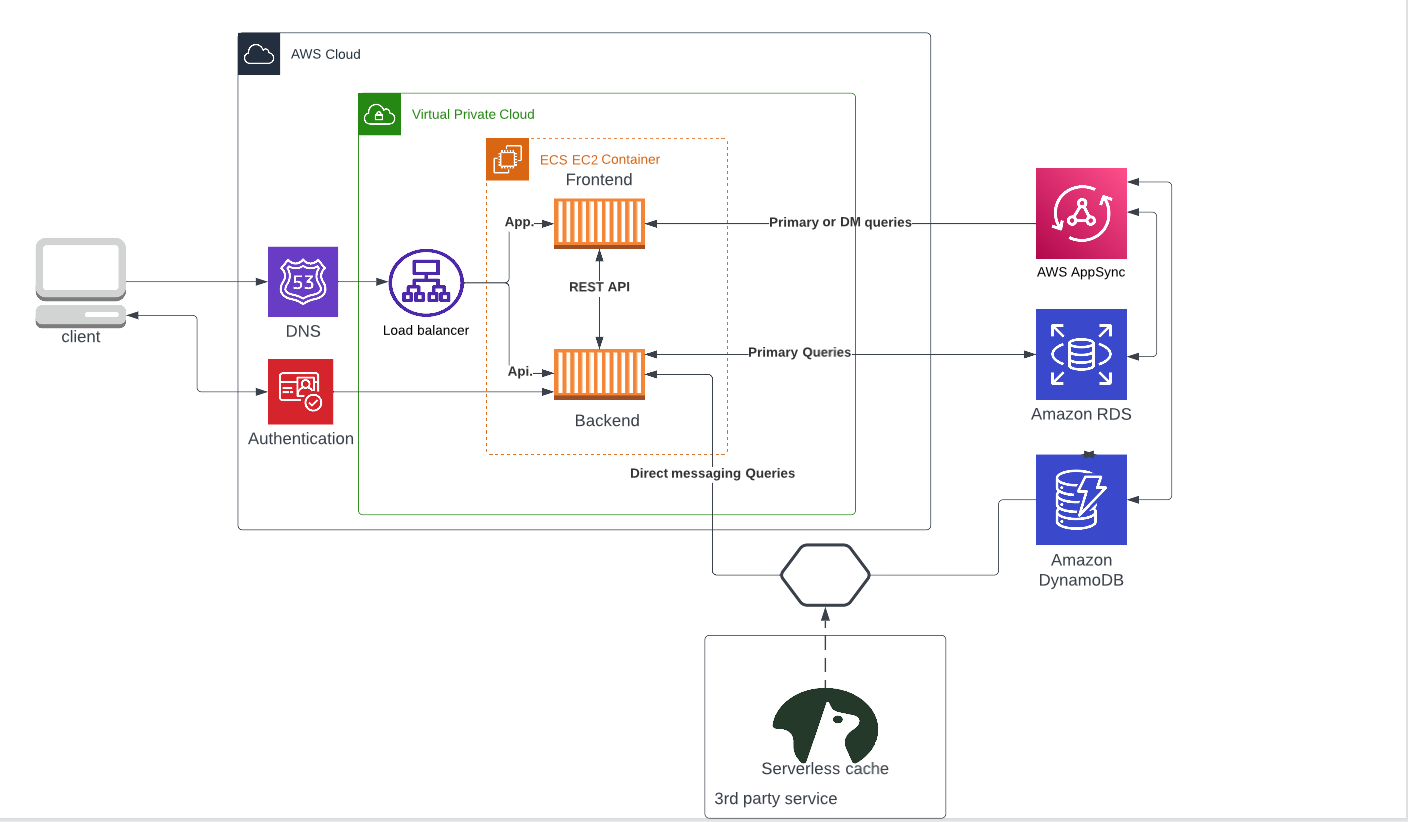 AWS Cloud
Virtual Private Cloud
ECS EC2 Container
Frontend
App.
Primary or DM queries
AWS AppSync
53
DNS
Load balancer
REST API
client
Api.
Primary Queries
Amazon RDS
Authentication
Backend
Direct messaging Queries
Amazon
DynamoDB
Serverless cache
3rd party service